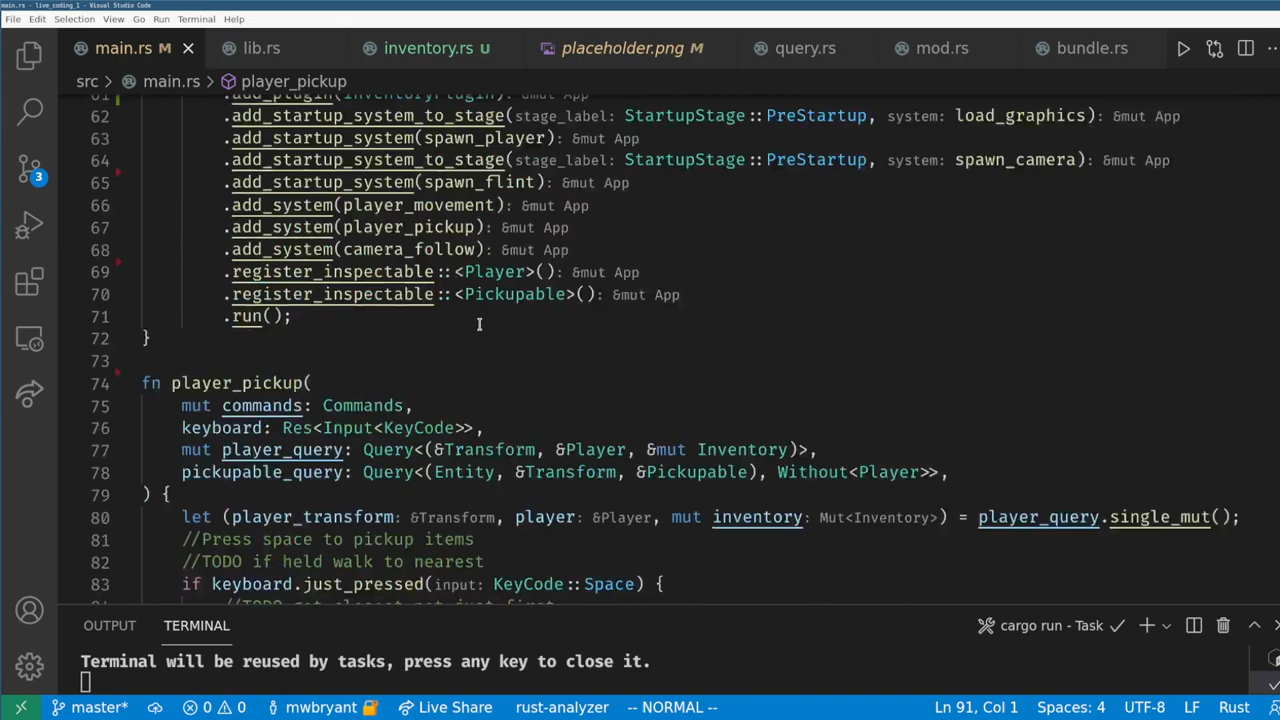 main.rs - live_coding_1 - Visual Studio Code
File Edit Selection View Go Run Terminal Help
main.rs M lib.rs inventory.rs U placeholder.png M query.rs mod.rs bundle.rs
src > main.rs > player_pickup
61 .add_plugin(InventoryPlugin): &mut App
62 .add_startup_system_to_stage(stage_label: StartupStage::PreStartup, system: load_graphics): &mut App
63 .add_startup_system(spawn_player): &mut App
64 .add_startup_system_to_stage(stage_label: StartupStage::PreStartup, system: spawn_camera): &mut App
65 .add_startup_system(spawn_flint): &mut App
66 .add_system(player_movement): &mut App
67 .add_system(player_pickup): &mut App
68 .add_system(camera_follow): &mut App
69 .register_inspectable::<Player>(): &mut App
70 .register_inspectable::<Pickupable>(): &mut App
71 .run();
72 }
73
74 fn player_pickup(
75 mut commands: Commands,
76 keyboard: Res<Input<KeyCode>>,
77 mut player_query: Query<(&Transform, &Player, &mut Inventory)>,
78 pickupable_query: Query<(Entity, &Transform, &Pickupable), Without<Player>>,
79 ) {
80 let (player_transform: &Transform, player: &Player, mut inventory: Mut<Inventory>) = player_query.single_mut();
81 //Press space to pickup items
82 //TODO if held walk to nearest
83 if keyboard.just_pressed(input: KeyCode::Space) {
3
OUTPUT TERMINAL cargo run - Task
Terminal will be reused by tasks, press any key to close it.
master* 0 0 mwbryant Live Share rust-analyzer -- NORMAL -- Ln 91, Col 1 Spaces: 4 UTF-8 LF Rust